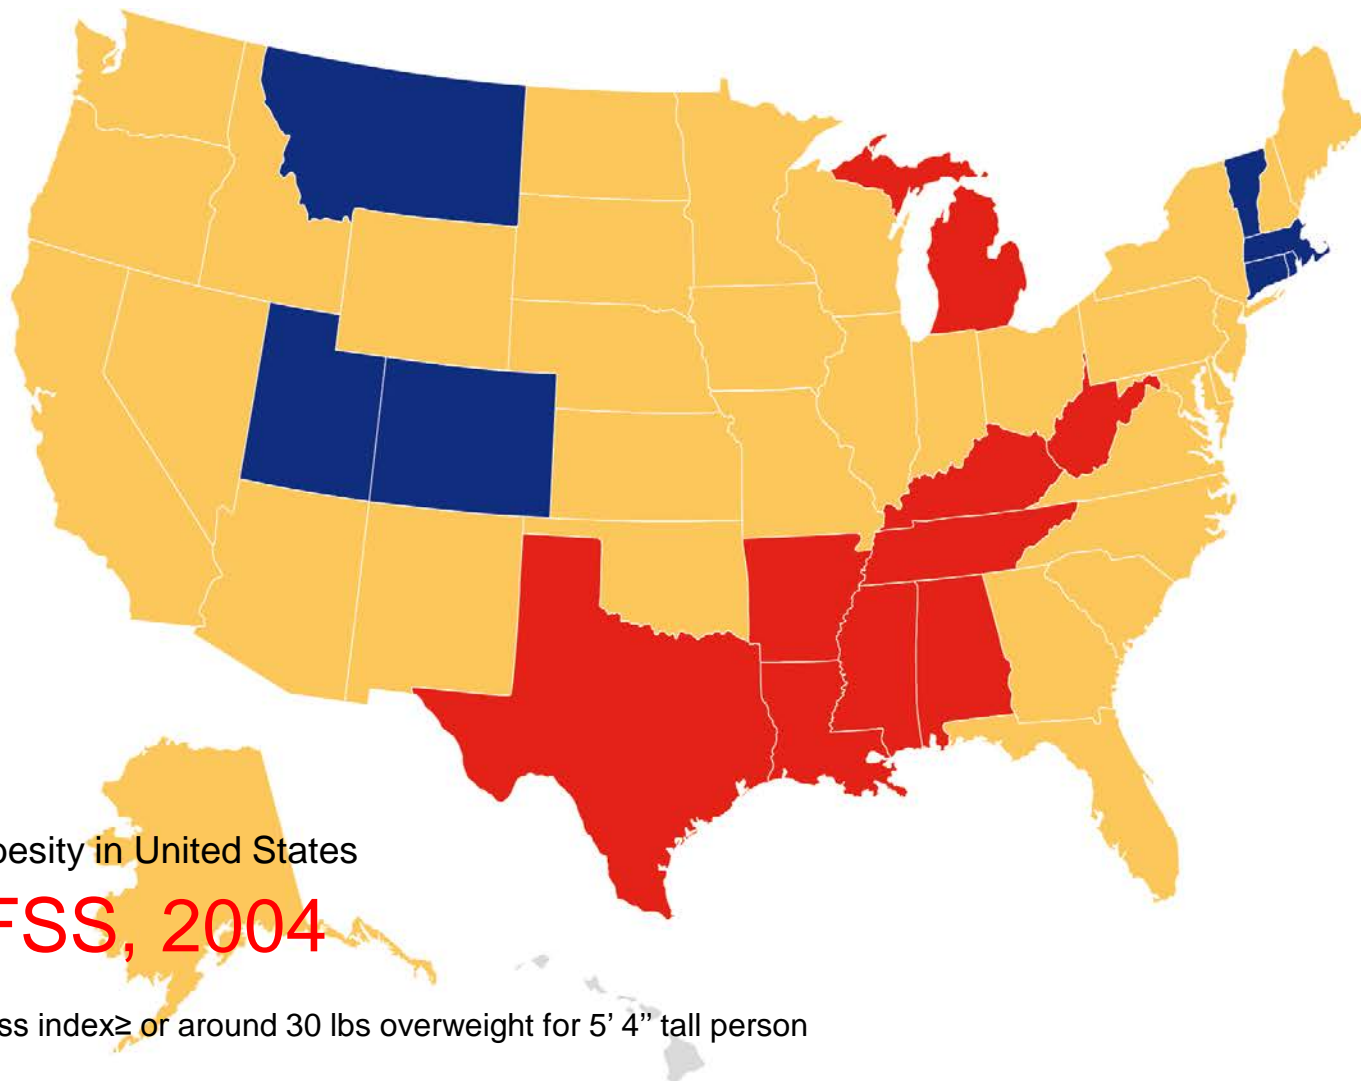 besity in United States
FSS, 2004
ss index≥ or around 30 lbs overweight for 5’ 4’’ tall person